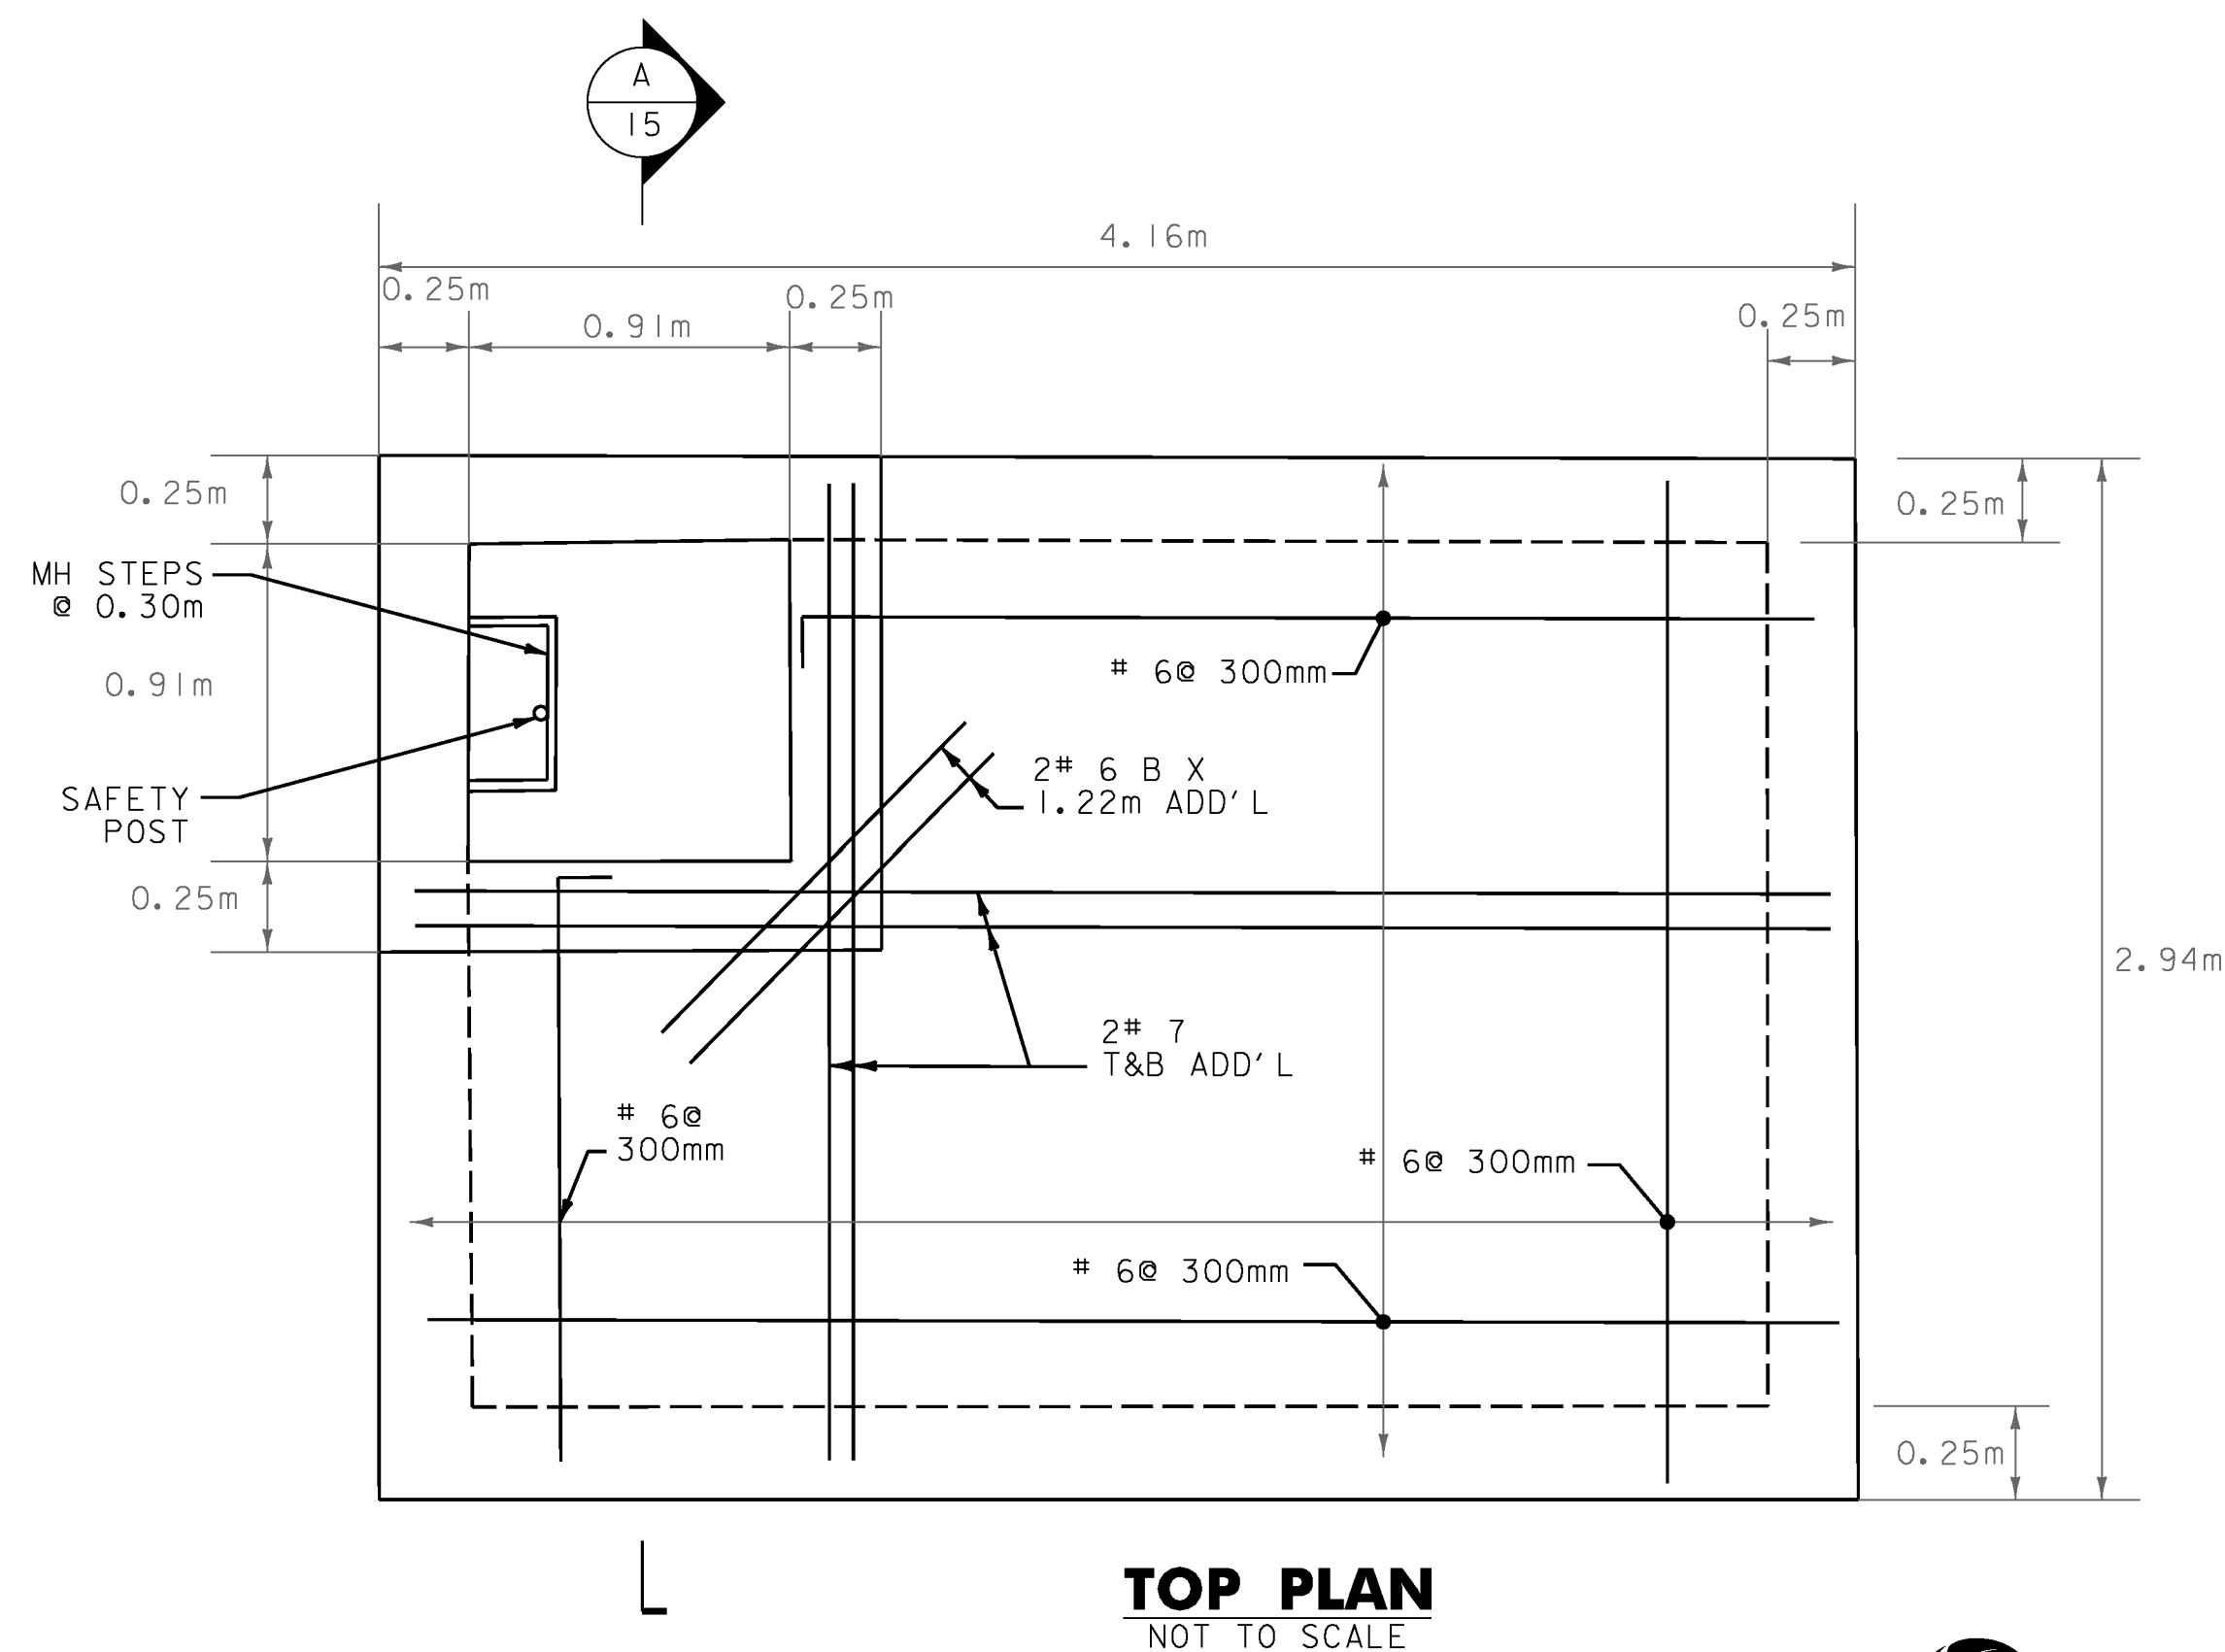 A
15
4.16m
0.25m
0.25m
0.91m
0.25m
0.25m
0.25m
MH STEPS
@ 0.30m
0.91m
# 6@ 300mm
2# 6 B X
1.22m ADD'L
SAFETY
POST
0.25m
2.94m
2# 7
T&B ADD'L
# 6@
300mm
# 6@ 300mm
# 6@ 300mm
0.25m
TOP PLAN
NOT TO SCALE